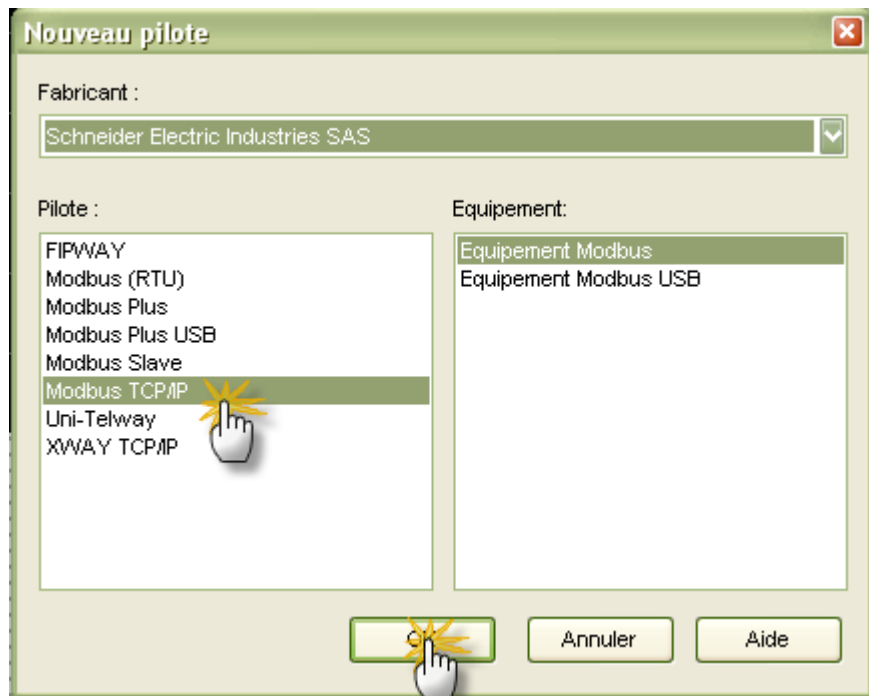 Nouveau pilote
Fabricant :
Schneider Electric Industries SAS
Pilote :
FIPWAY
Modbus (RTU)
Modbus Plus
Modbus Plus USB
Modbus Slave
Modbus TCP/IP
Uni-Telway
XWAY TCP/IP
Equipement:
Equipement Modbus
Equipement Modbus USB
Annuler
Aide